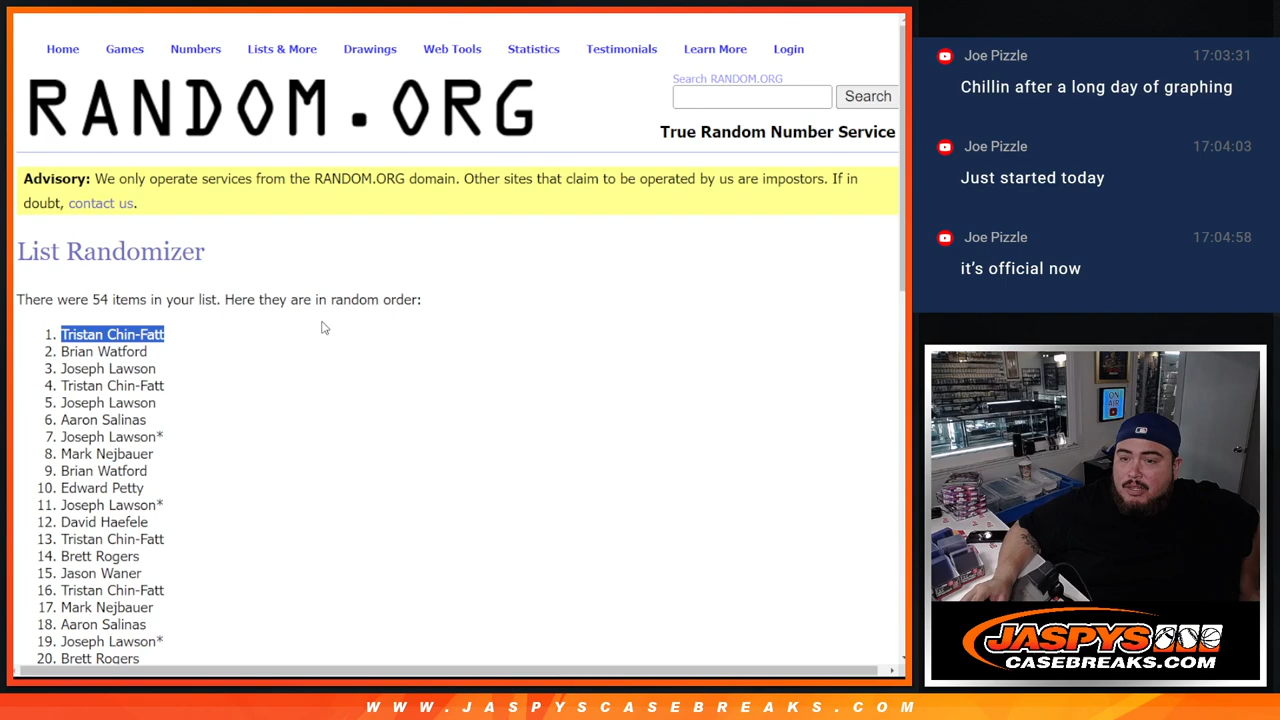 Home Games Numbers Lists & More Drawings Web Tools Statistics Testimonials Learn More Login
Search RANDOM.ORG
Search
RANDOM.ORG
True Random Number Service
Advisory: We only operate services from the RANDOM.ORG domain. Other sites that claim to be operated by us are impostors. If in
doubt, contact us.
List Randomizer
There were 54 items in your list. Here they are in random order:
1. Tristan Chin-Fatt
2. Brian Watford
3. Joseph Lawson
4. Tristan Chin-Fatt
5. Joseph Lawson
6. Aaron Salinas
7. Joseph Lawson*
8. Mark Nejbauer
9. Brian Watford
10. Edward Petty
11. Joseph Lawson*
12. David Haefele
13. Tristan Chin-Fatt
14. Brett Rogers
15. Jason Waner
16. Tristan Chin-Fatt
17. Mark Nejbauer
18. Aaron Salinas
19. Joseph Lawson*
20. Brett Rogers
Joe Pizzle 17:03:31
Chillin after a long day of graphing
Joe Pizzle 17:04:03
Just started today
Joe Pizzle 17:04:58
it's official now
ON
AIR
JASPYS
CASEBREAKS.COM
WWW.JASPYSCASEBREAKS.COM